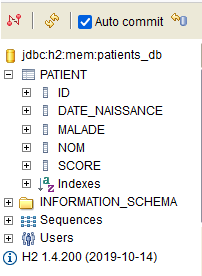 Auto commit
jdbc:h2:mem:patients_db
PATIENT
ID
DATE_NAISSANCE
MALADE
NOM
SCORE
Indexes
INFORMATION_SCHEMA
Sequences
Users
H2 1.4.200 (2019-10-14)